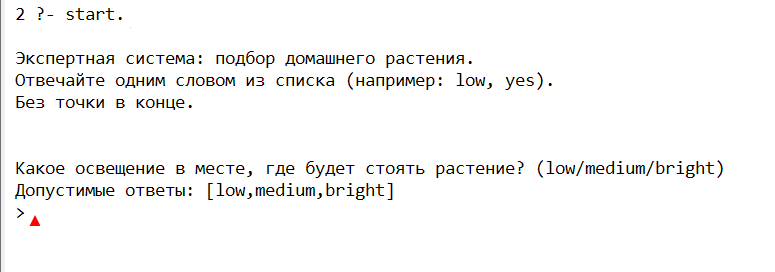 2 ?- start.
Экспертная система: подбор домашнего растения.
Отвечайте одним словом из списка (например: low, yes).
Без точки в конце.
Какое освещение в месте, где будет стоять растение? (low/medium/bright)
Допустимые ответы: [low,medium,bright]
>